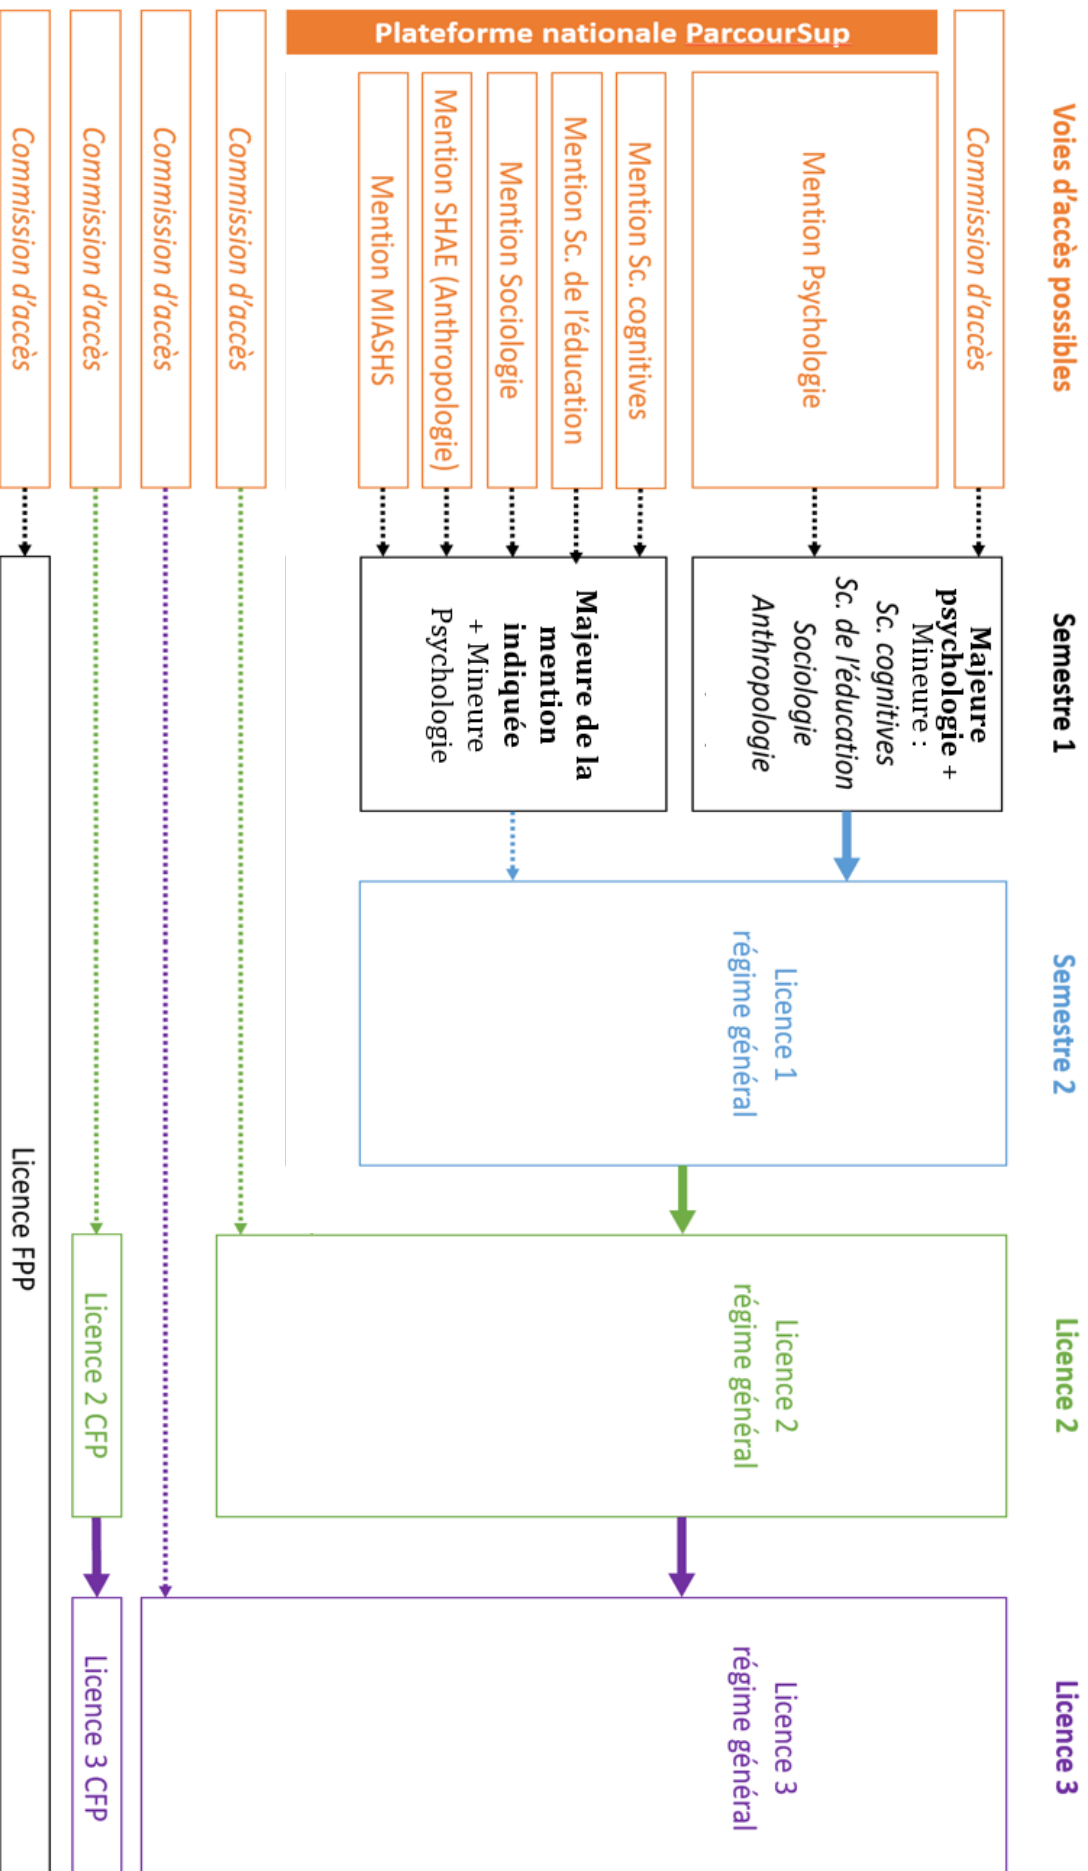 Plateforme nationale ParcourSup
Voies d'accès possibles
Semestre 1
Semestre 2
Licence 2
Licence 3
Commission d'accès
Mention Psychologie
Mention Sc. cognitives
Mention Sc. de l'éducation
Mention Sociologie
Mention SHAE (Anthropologie)
Mention MIASHS
Commission d'accès
Commission d'accès
Commission d'accès
Commission d'accès
Majeure
psychologie +
Mineure :
Sc. cognitives
Sc. de l'éducation
Sociologie
Anthropologie
Majeure de la
mention
indiquée
+ Mineure
Psychologie
Licence 1
régime général
Licence 2
régime général
Licence 3
régime général
Licence 2 CFP
Licence 3 CFP
Licence FPP